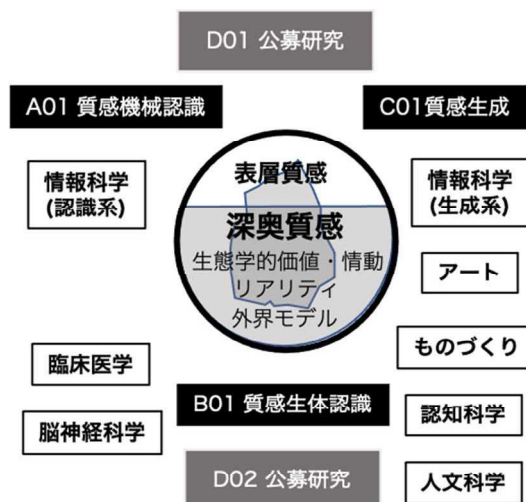 D01 公募研究
A01 質感機械認識
C01質感生成
情報科学
(認識系)
表層質感
深奥質感
生態学的価値・情動
リアリティ
外界モデル
情報科学
(生成系)
アート
ものづくり
臨床医学
脳神経科学
B01 質感生体認識
認知科学
D02 公募研究
人文科学